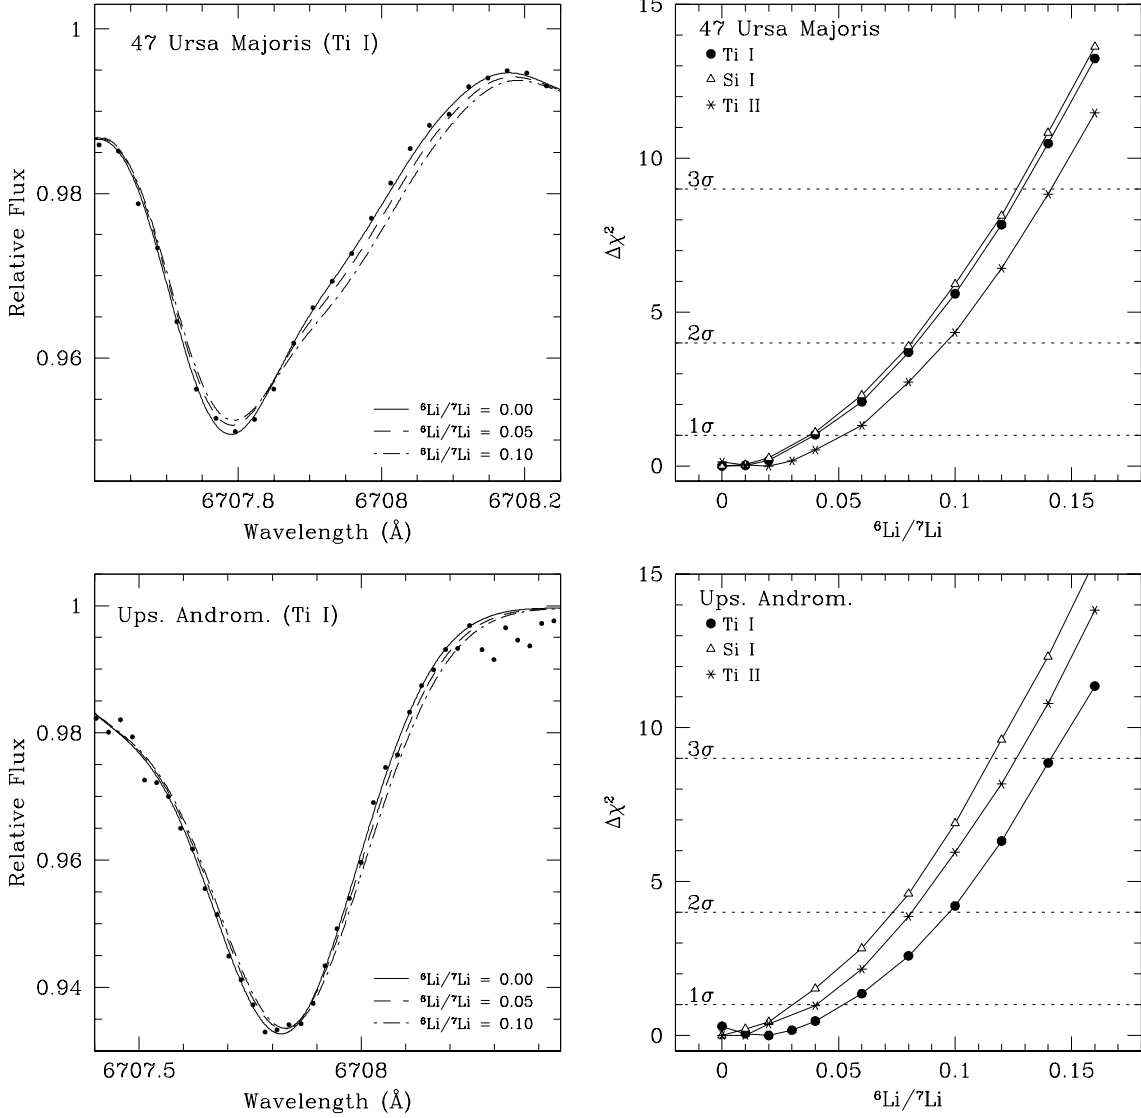 47 Ursa Majoris (Ti I)
1
0.98
0.96
Relative Flux
⁶Li/⁷Li = 0.00
⁶Li/⁷Li = 0.05
⁶Li/⁷Li = 0.10
6707.8
6708
6708.2
Wavelength (Å)
47 Ursa Majoris
Ti I
Si I
Ti II
15
10
5
0
Δχ²
3σ
2σ
1σ
0
0.05
0.1
0.15
⁶Li/⁷Li
Ups. Androm. (Ti I)
1
0.98
0.96
0.94
Relative Flux
⁶Li/⁷Li = 0.00
⁶Li/⁷Li = 0.05
⁶Li/⁷Li = 0.10
6707.5
6708
Wavelength (Å)
Ups. Androm.
Ti I
Si I
Ti II
15
10
5
0
Δχ²
3σ
2σ
1σ
0
0.05
0.1
0.15
⁶Li/⁷Li